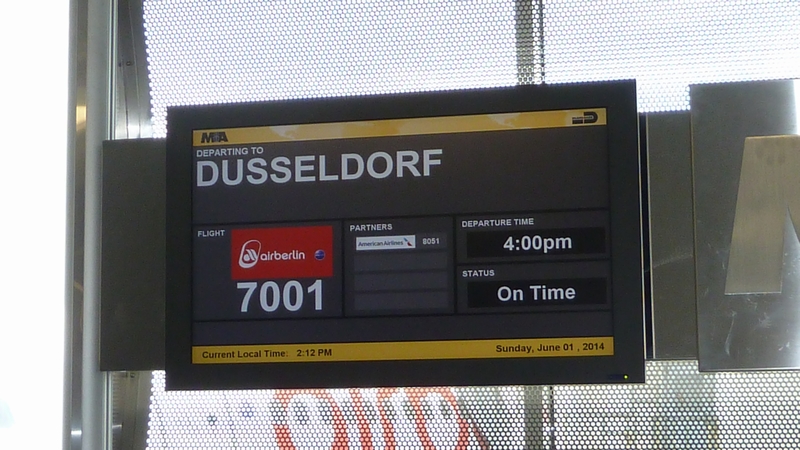 MIA
DEPARTING TO
DUSSELDORF
FLIGHT
airberlin
7001
PARTNERS
American Airlines 8051
DEPARTURE TIME
4:00pm
STATUS
On Time
Current Local Time: 2:12 PM
Sunday, June 01 , 2014